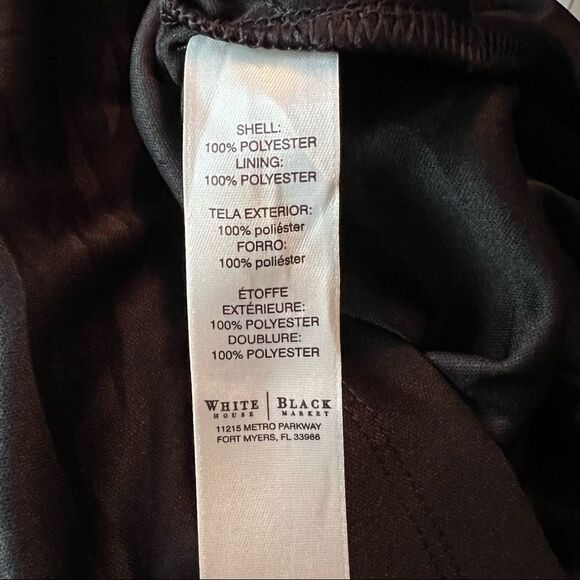 SHELL:
100% POLYESTER
LINING:
100% POLYESTER
TELA EXTERIOR:
100% poliéster
FORRO:
100% poliéster
ÉTOFFE
EXTÉRIEURE:
100% POLYESTER
DOUBLURE:
100% POLYESTER
WHITE | BLACK
HOUSE MARKET
11215 METRO PARKWAY
FORT MYERS, FL 33966